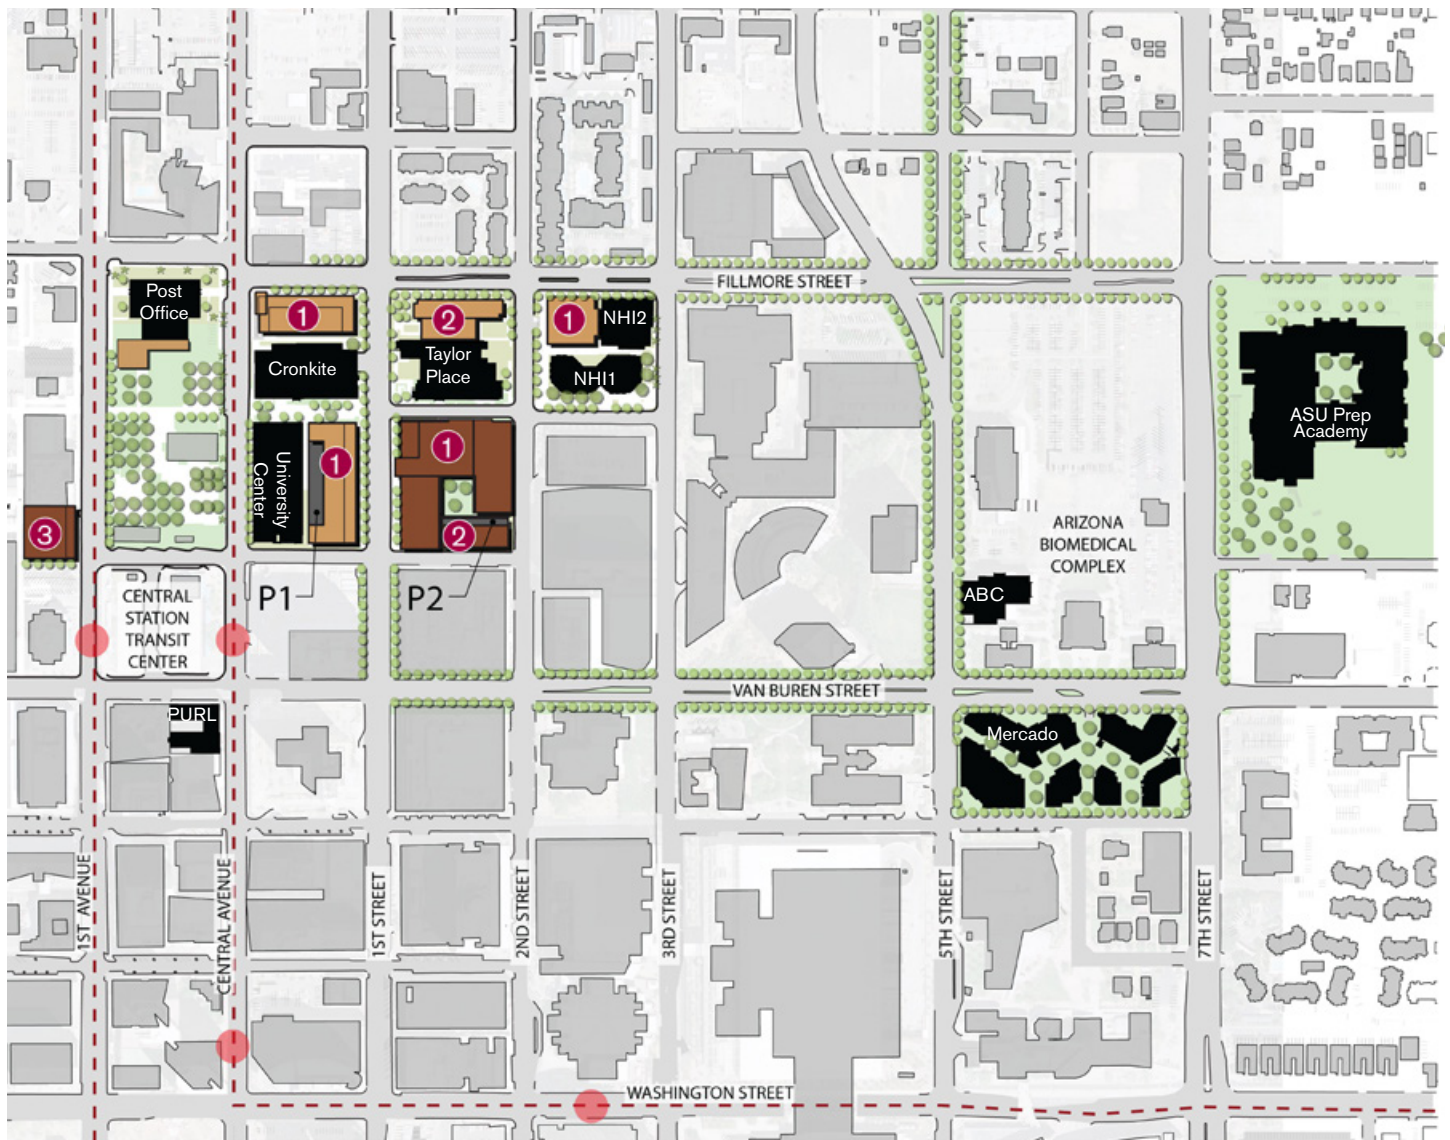 FILLMORE STREET
Post
Office
1
2
1
NHI2
Cronkite
Taylor
Place
NHI1
ASU Prep
Academy
University
Center
1
1
3
2
ARIZONA
BIOMEDICAL
COMPLEX
P1
P2
ABC
CENTRAL
STATION
TRANSIT
CENTER
VAN BUREN STREET
PURL
Mercado
1ST AVENUE
CENTRAL AVENUE
1ST STREET
2ND STREET
3RD STREET
5TH STREET
7TH STREET
WASHINGTON STREET